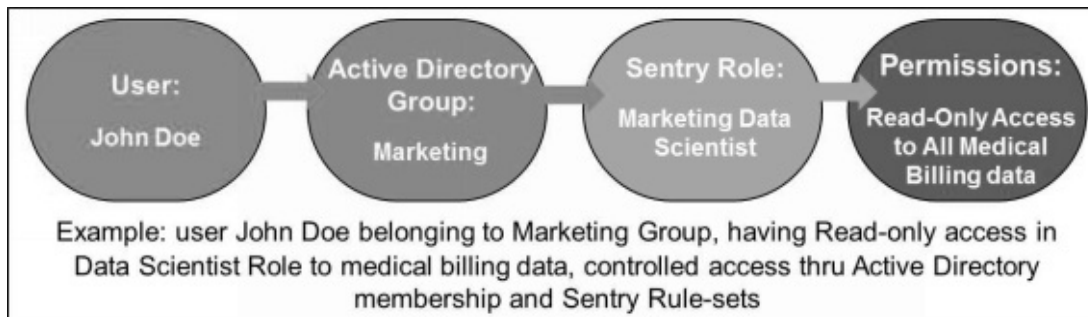 User:
John Doe
Active Directory
Group:
Marketing
Sentry Role:
Marketing Data
Scientist
Permissions:
Read-Only Access
to All Medical
Billing data
Example: user John Doe belonging to Marketing Group, having Read-only access in
Data Scientist Role to medical billing data, controlled access thru Active Directory
membership and Sentry Rule-sets